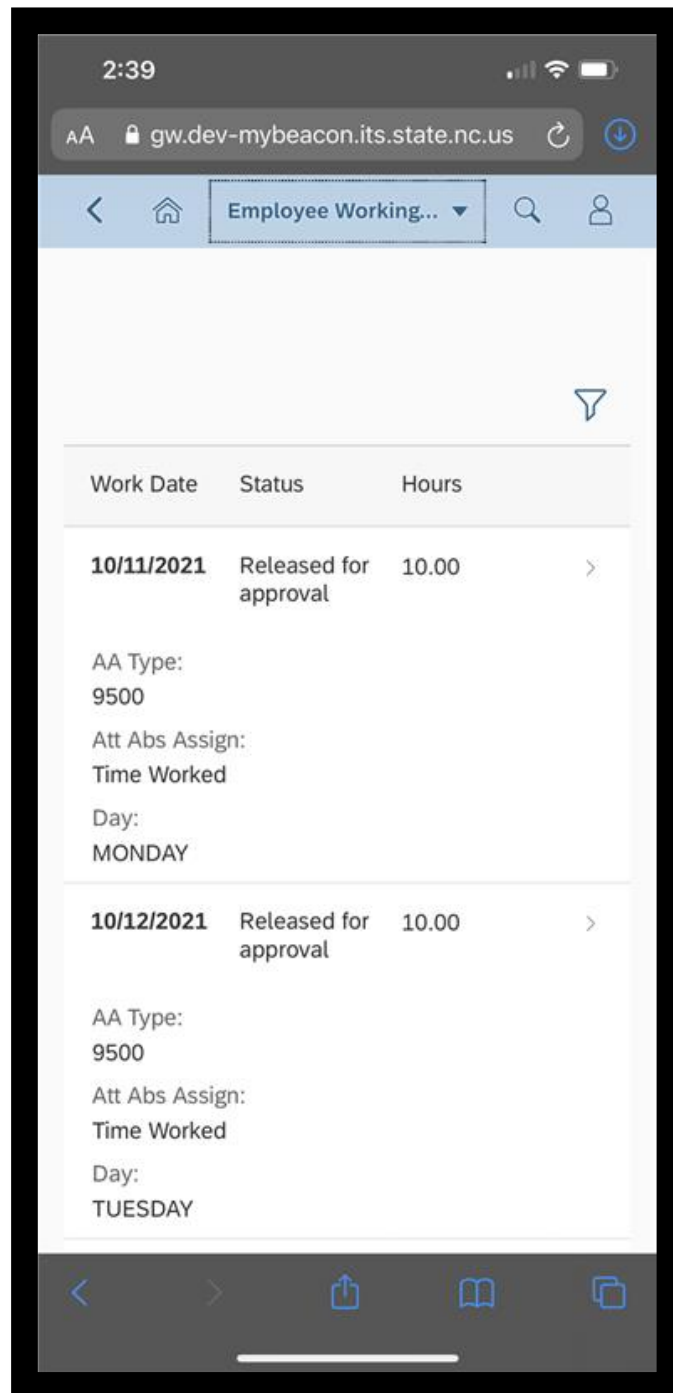 2:39
AA gw.dev-mybeacon.its.state.nc.us
Employee Working...
Work Date Status Hours
10/11/2021 Released for 10.00
approval
AA Type:
9500
Att Abs Assign:
Time Worked
Day:
MONDAY
10/12/2021 Released for 10.00
approval
AA Type:
9500
Att Abs Assign:
Time Worked
Day:
TUESDAY